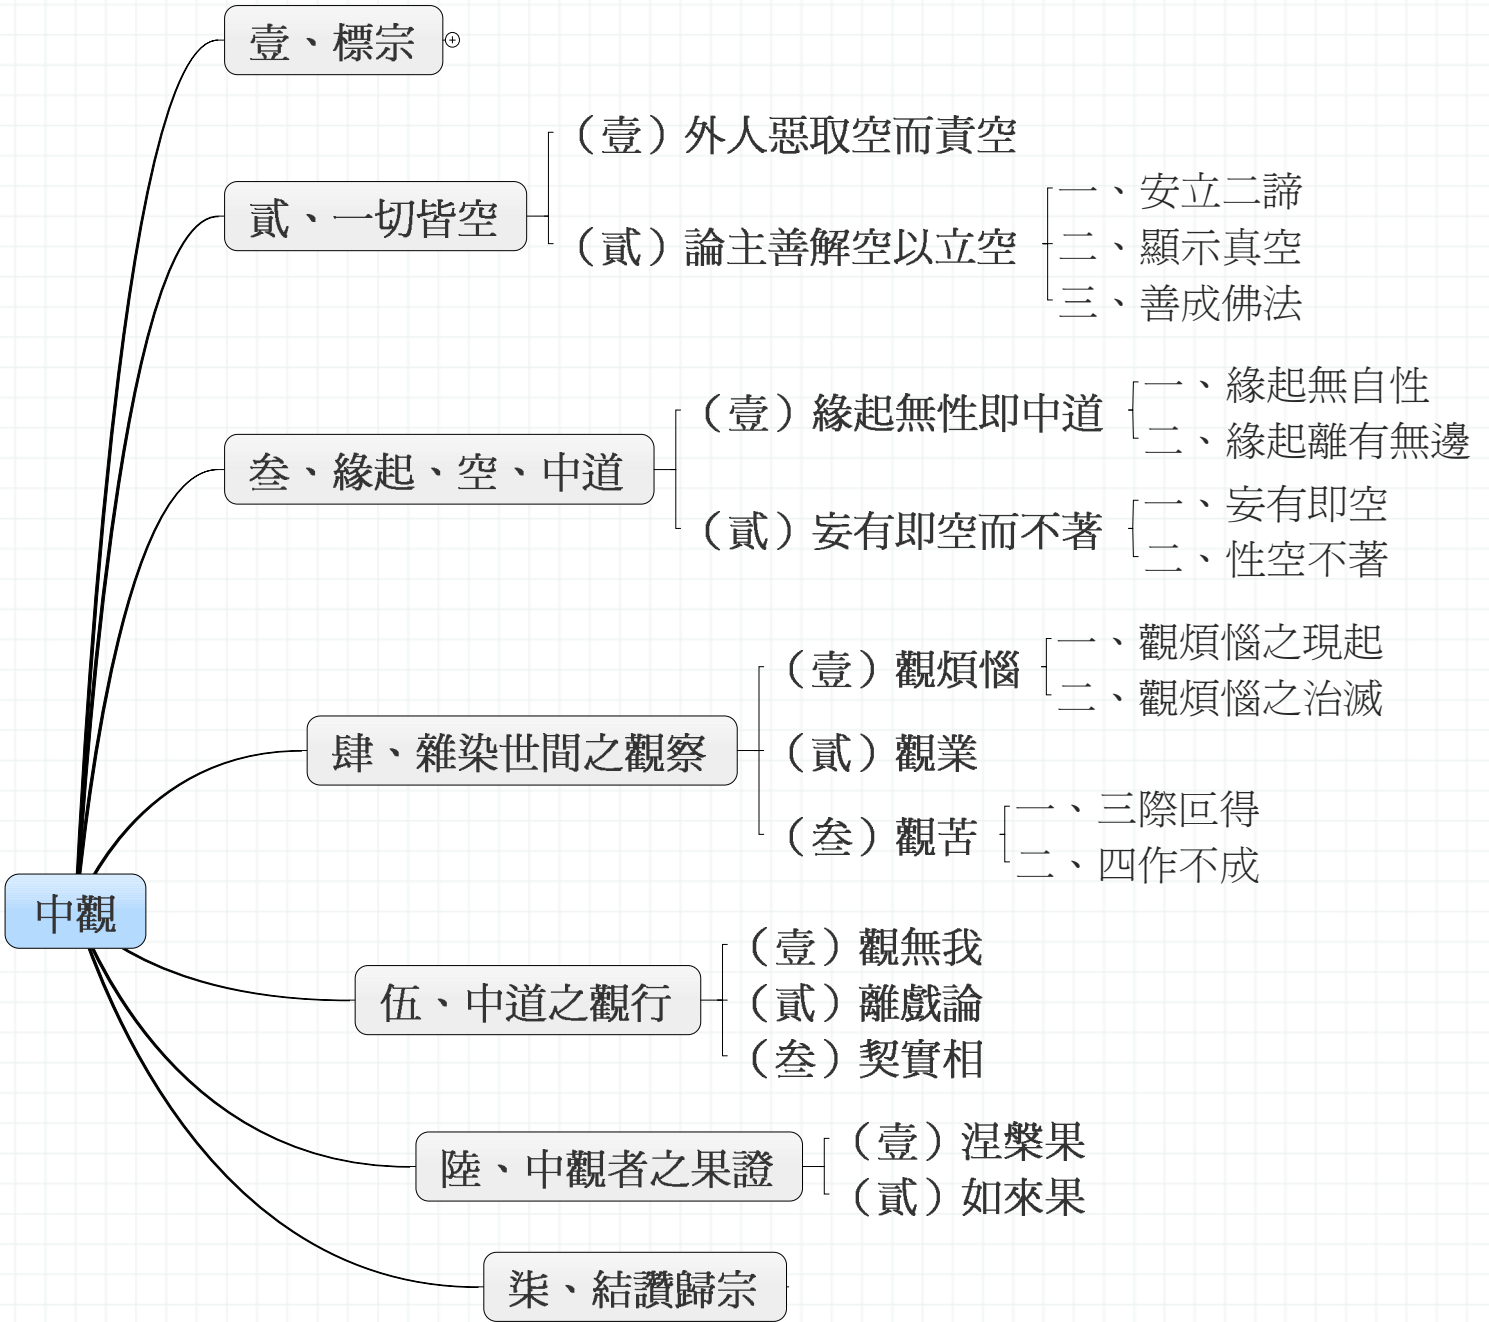 壹、標宗
貳、一切皆空
（壹）外人惡取空而責空
（貳）論主善解空以立空
一、安立二諦
二、顯示真空
三、善成佛法
叁、緣起、空、中道
（壹）緣起無性即中道
一、緣起無自性
二、緣起離有無邊
（貳）妄有即空而不著
一、妄有即空
二、性空不著
肆、雜染世間之觀察
（壹）觀煩惱
一、觀煩惱之現起
二、觀煩惱之治滅
（貳）觀業
（叁）觀苦
一、三際叵得
二、四作不成
中觀
伍、中道之觀行
（壹）觀無我
（貳）離戲論
（叁）契實相
陸、中觀者之果證
（壹）涅槃果
（貳）如來果
柒、結讚歸宗